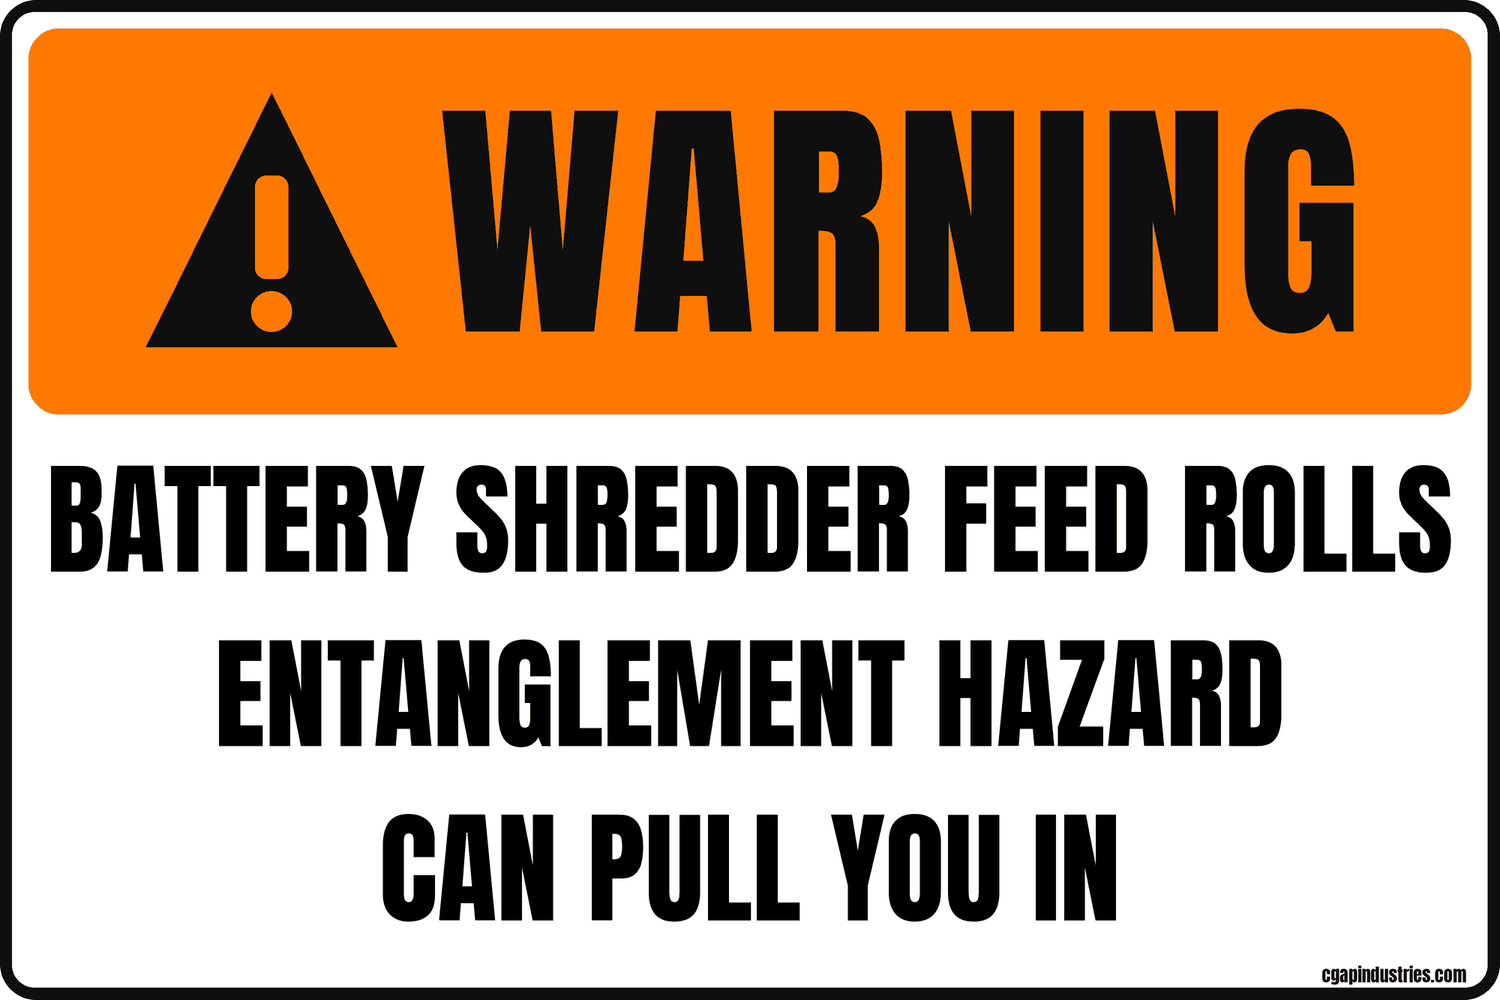 WARNING
BATTERY SHREDDER FEED ROLLS
ENTANGLEMENT HAZARD
CAN PULL YOU IN
cgapindustries.com